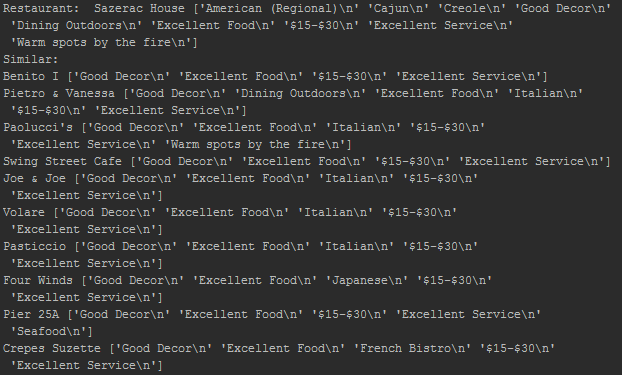 Restaurant:  Sazerac House ['American (Regional)\n' 'Cajun\n' 'Creole\n' 'Good Decor\n'
 'Dining Outdoors\n' 'Excellent Food\n' '$15-$30\n' 'Excellent Service\n'
 'Warm spots by the fire\n']
Similar:
Benito I ['Good Decor\n' 'Excellent Food\n' '$15-$30\n' 'Excellent Service\n']
Pietro & Vanessa ['Good Decor\n' 'Dining Outdoors\n' 'Excellent Food\n' 'Italian\n'
 '$15-$30\n' 'Excellent Service\n']
Paolucci's ['Good Decor\n' 'Excellent Food\n' 'Italian\n' '$15-$30\n'
 'Excellent Service\n' 'Warm spots by the fire\n']
Swing Street Cafe ['Good Decor\n' 'Excellent Food\n' '$15-$30\n' 'Excellent Service\n']
Joe & Joe ['Good Decor\n' 'Excellent Food\n' 'Italian\n' '$15-$30\n'
 'Excellent Service\n']
Volare ['Good Decor\n' 'Excellent Food\n' 'Italian\n' '$15-$30\n'
 'Excellent Service\n']
Pasticcio ['Good Decor\n' 'Excellent Food\n' 'Italian\n' '$15-$30\n'
 'Excellent Service\n']
Four Winds ['Good Decor\n' 'Excellent Food\n' 'Japanese\n' '$15-$30\n'
 'Excellent Service\n']
Pier 25A ['Good Decor\n' 'Excellent Food\n' '$15-$30\n' 'Excellent Service\n'
 'Seafood\n']
Crepes Suzette ['Good Decor\n' 'Excellent Food\n' 'French Bistro\n' '$15-$30\n'
 'Excellent Service\n']